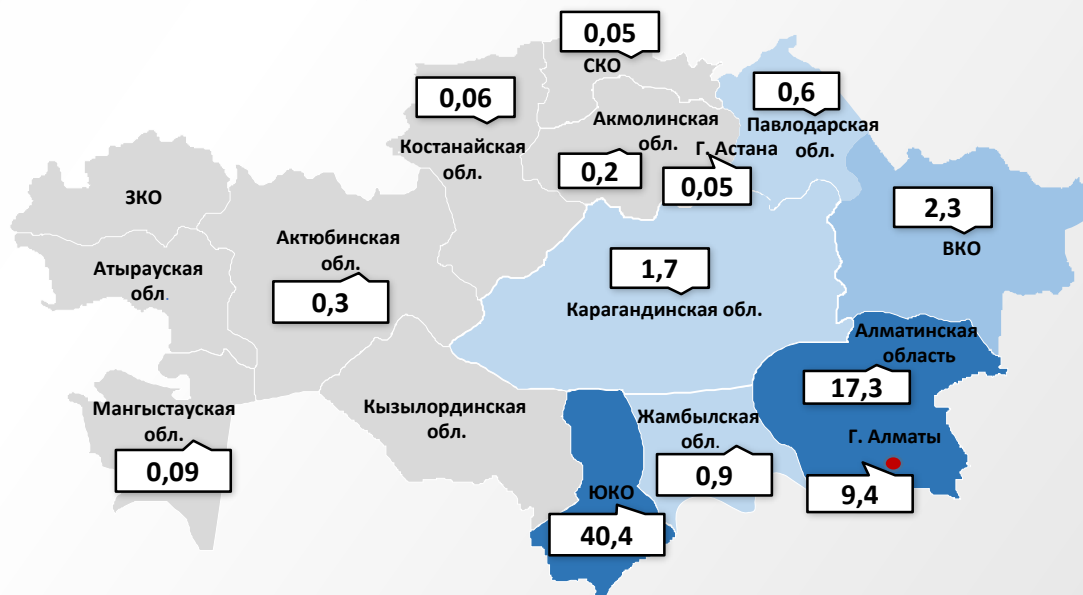 0,05
СКО
0,06
Костанайская
обл.
Акмолинская
обл.
0,2
Г. Астана
0,05
0,6
Павлодарская
обл.
ЗКО
Атырауская
обл.
Актюбинская
обл.
0,3
1,7
Карагандинская обл.
2,3
ВКО
Алматинская
область
17,3
Г. Алматы
9,4
Мангыстауская
обл.
0,09
Кызылординская
обл.
Жамбылская
обл.
0,9
ЮКО
40,4